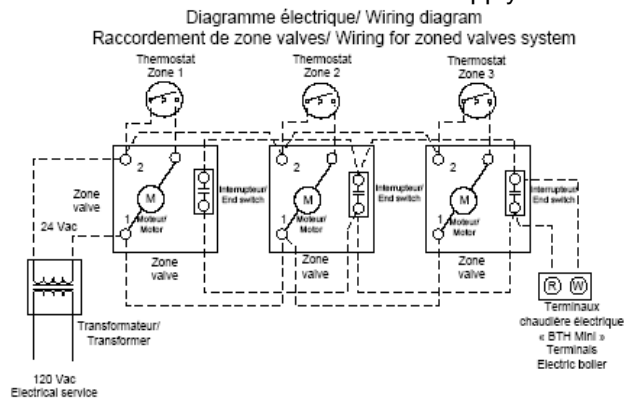 Diagramme électrique/ Wiring diagram
Raccordement de zone valves/ Wiring for zoned valves system
Thermostat
Zone 1
Thermostat
Zone 2
Thermostat
Zone 3
2
2
2
Zone
valve
Interrupteur/
End switch
Interrupteur/
End switch
Interrupteur/
End switch
M
M
M
24 Vac
1
Moteur/
Motor
1
Moteur/
Motor
1
Moteur/
Motor
Zone
valve
Zone
valve
Zone
valve
R W
Transformateur/
Transformer
Terminaux
chaudière électrique
« BTH Mini »
Terminals
Electric boiler
120 Vac
Electrical service